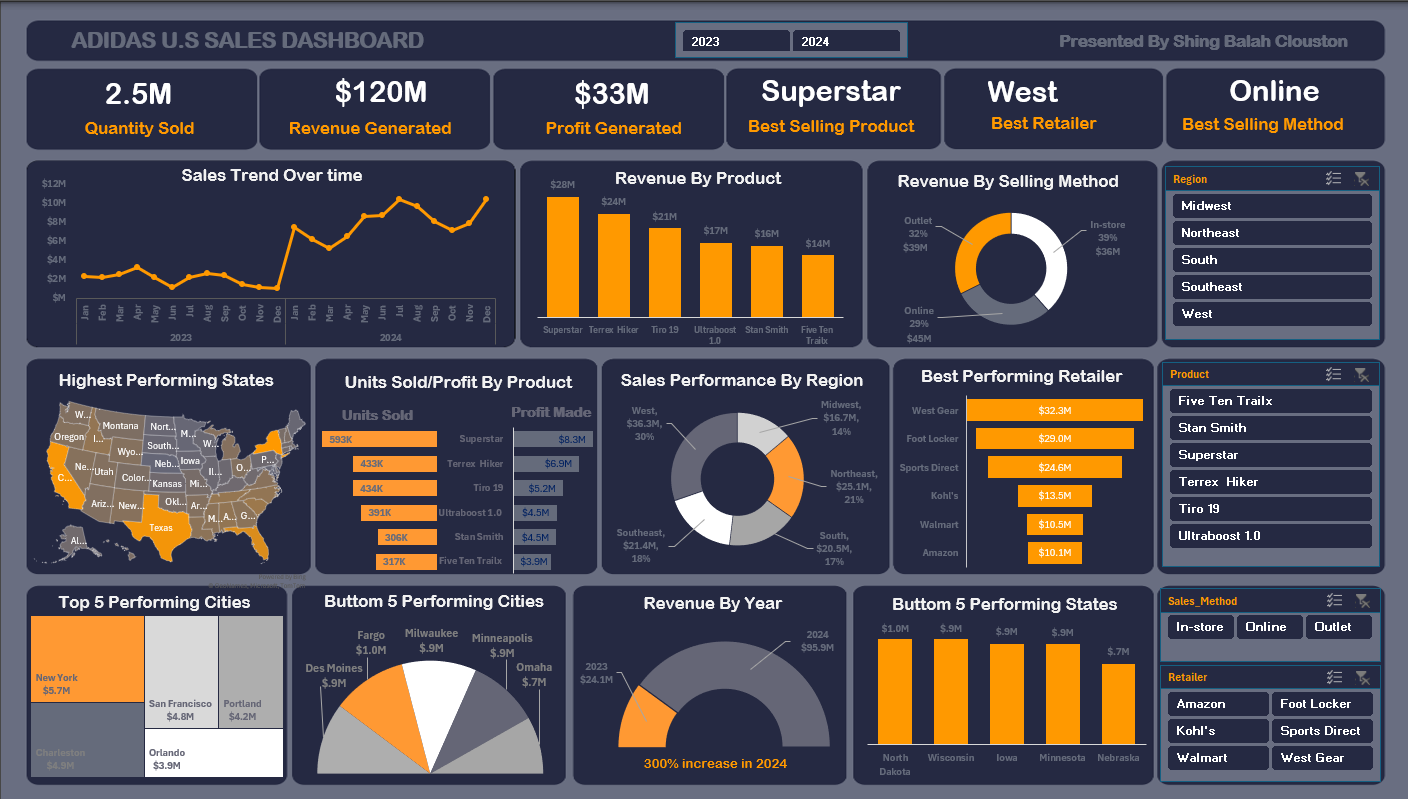 ADIDAS U.S SALES DASHBOARD
2023
2024
Presented By Shing Balah Clouston
2.5M
Quantity Sold
$120M
Revenue Generated
$33M
Profit Generated
Superstar
Best Selling Product
West
Best Retailer
Online
Best Selling Method
Sales Trend Over time
$12M
$10M
$8M
$6M
$4M
$2M
$M
Jan
Feb
Mar
Apr
May
Jun
Jul
Aug
Sep
Oct
Nov
Dec
Jan
Feb
Mar
Apr
May
Jun
Jul
Aug
Sep
Oct
Nov
Dec
2023
2024
Revenue By Product
$28M
$24M
$21M
$17M
$16M
$14M
Superstar
Terrex Hiker
Tiro 19
Ultraboost
1.0
Stan Smith
Five Ten
Trailx
Revenue By Selling Method
Outlet
32%
$39M
In-store
39%
$36M
Online
29%
$45M
Region
Midwest
Northeast
South
Southeast
West
Highest Performing States
W...
Oregon
I...
Montana
Wyo...
Nort...
South...
Neb...
M...
W...
Iowa
Ne...
Utah
Color...
Kansas
Mi...
Il...
O...
P...
C...
Ariz...
New...
Okl...
Ar...
M...
A...
G...
Texas
Al...
Units Sold/Profit By Product
Units Sold
Profit Made
593K
Superstar
$8.3M
433K
Terrex Hiker
$6.9M
434K
Tiro 19
$5.2M
391K
Ultraboost 1.0
$4.5M
306K
Stan Smith
$4.5M
317K
Five Ten Trailx
$3.9M
Sales Performance By Region
West,
$36.3M,
30%
Midwest,
$16.7M,
14%
Northeast,
$25.1M,
21%
Southeast,
$21.4M,
18%
South,
$20.5M,
17%
Best Performing Retailer
West Gear
$32.3M
Foot Locker
$29.0M
Sports Direct
$24.6M
Kohl's
$13.5M
Walmart
$10.5M
Amazon
$10.1M
Product
Five Ten Trailx
Stan Smith
Superstar
Terrex Hiker
Tiro 19
Ultraboost 1.0
Top 5 Performing Cities
New York
$5.7M
San Francisco
$4.8M
Portland
$4.2M
Charleston
$4.9M
Orlando
$3.9M
Buttom 5 Performing Cities
Des Moines
$.9M
Fargo
$1.0M
Milwaukee
$.9M
Minneapolis
$.9M
Omaha
$.7M
Revenue By Year
2023
$24.1M
2024
$95.9M
300% increase in 2024
Buttom 5 Performing States
$1.0M
$.9M
$.9M
$.9M
$.7M
North
Dakota
Wisconsin
Iowa
Minnesota
Nebraska
Sales_Method
In-store
Online
Outlet
Retailer
Amazon
Foot Locker
Kohl's
Sports Direct
Walmart
West Gear